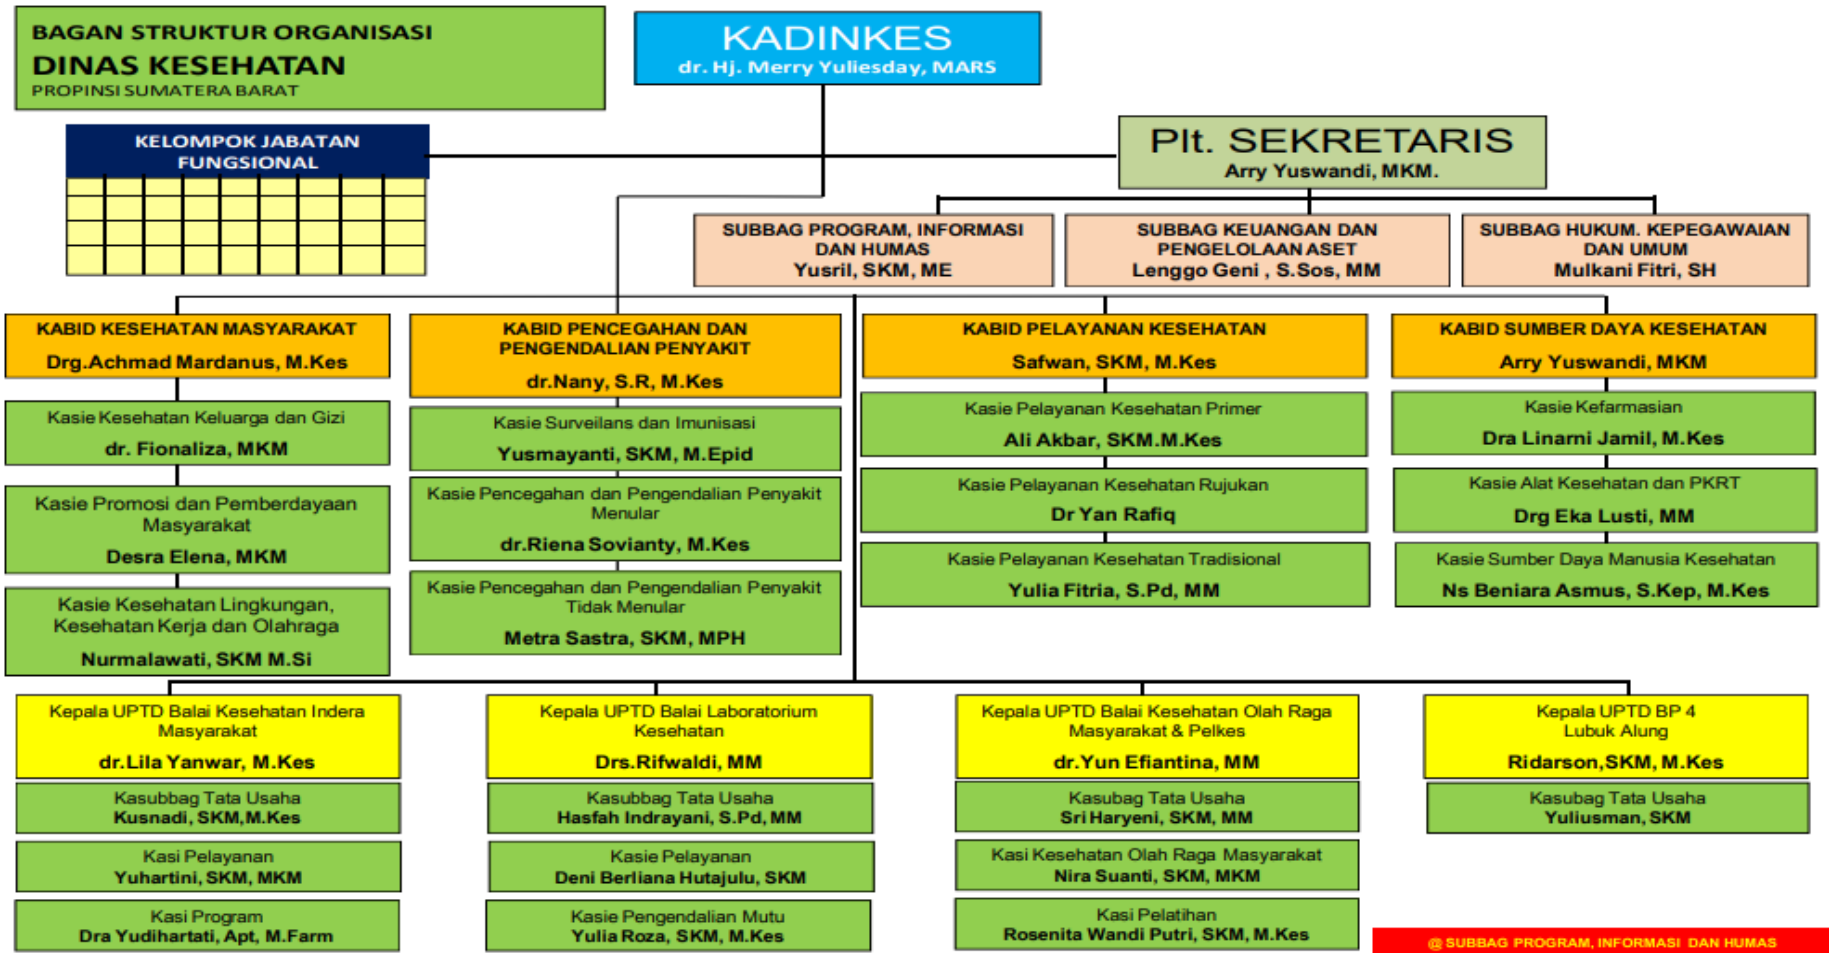 BAGAN STRUKTUR ORGANISASI
DINAS KESEHATAN
PROPINSI SUMATERA BARAT
KADINKES
dr. Hj. Merry Yuliesday, MARS
KELOMPOK JABATAN
FUNGSIONAL
Plt. SEKRETARIS
Arry Yuswandi, MKM.
SUBBAG PROGRAM, INFORMASI
DAN HUMAS
Yusril, SKM, ME
SUBBAG KEUANGAN DAN
PENGELOLAAN ASET
Lenggo Geni , S.Sos, MM
SUBBAG HUKUM. KEPEGAWAIAN
DAN UMUM
Mulkani Fitri, SH
KABID KESEHATAN MASYARAKAT
Drg.Achmad Mardanus, M.Kes
Kasie Kesehatan Keluarga dan Gizi
dr. Fionaliza, MKM
Kasie Promosi dan Pemberdayaan
Masyarakat
Desra Elena, MKM
Kasie Kesehatan Lingkungan,
Kesehatan Kerja dan Olahraga
Nurmalawati, SKM M.Si
KABID PENCEGAHAN DAN
PENGENDALIAN PENYAKIT
dr.Nany, S.R, M.Kes
Kasie Surveilans dan Imunisasi
Yusmayanti, SKM, M.Epid
Kasie Pencegahan dan Pengendalian Penyakit
Menular
dr.Riena Sovianty, M.Kes
Kasie Pencegahan dan Pengendalian Penyakit
Tidak Menular
Metra Sastra, SKM, MPH
KABID PELAYANAN KESEHATAN
Safwan, SKM, M.Kes
Kasie Pelayanan Kesehatan Primer
Ali Akbar, SKM.M.Kes
Kasie Pelayanan Kesehatan Rujukan
Dr Yan Rafiq
Kasie Pelayanan Kesehatan Tradisional
Yulia Fitria, S.Pd, MM
KABID SUMBER DAYA KESEHATAN
Arry Yuswandi, MKM
Kasie Kefarmasian
Dra Linarni Jamil, M.Kes
Kasie Alat Kesehatan dan PKRT
Drg Eka Lusti, MM
Kasie Sumber Daya Manusia Kesehatan
Ns Beniara Asmus, S.Kep, M.Kes
Kepala UPTD Balai Kesehatan Indera
Masyarakat
dr.Lila Yanwar, M.Kes
Kasubbag Tata Usaha
Kusnadi, SKM,M.Kes
Kasi Pelayanan
Yuhartini, SKM, MKM
Kasi Program
Dra Yudihartati, Apt, M.Farm
Kepala UPTD Balai Laboratorium
Kesehatan
Drs.Rifwaldi, MM
Kasubbag Tata Usaha
Hasfah Indrayani, S.Pd, MM
Kasie Pelayanan
Deni Berliana Hutajulu, SKM
Kasie Pengendalian Mutu
Yulia Roza, SKM, M.Kes
Kepala UPTD Balai Kesehatan Olah Raga
Masyarakat & Pelkes
dr.Yun Efiantina, MM
Kasubag Tata Usaha
Sri Haryeni, SKM, MM
Kasi Kesehatan Olah Raga Masyarakat
Nira Suanti, SKM, MKM
Kasi Pelatihan
Rosenita Wandi Putri, SKM, M.Kes
Kepala UPTD BP 4
Lubuk Alung
Ridarson,SKM, M.Kes
Kasubag Tata Usaha
Yuliusman, SKM
@ SUBBAG PROGRAM, INFORMASI DAN HUMAS